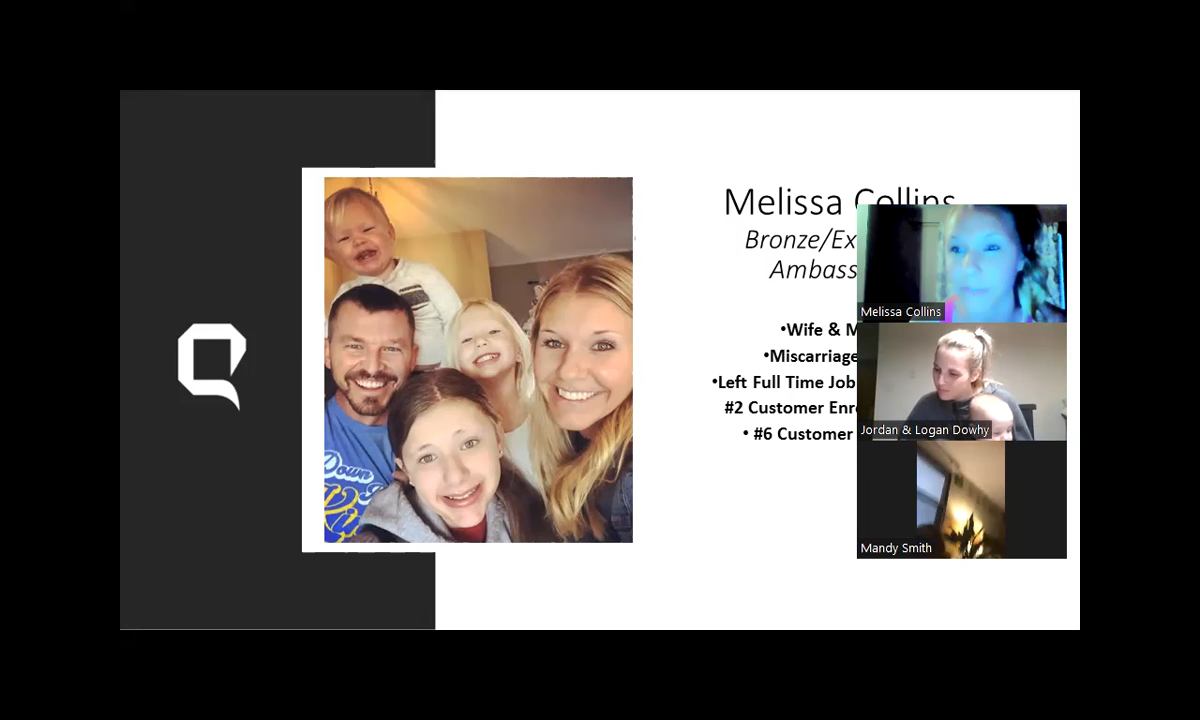 Melissa Collins
Bronze/Ex
Ambass
•Wife & M
•Miscarriage
•Left Full Time Job
#2 Customer Enr
• #6 Customer
Melissa Collins
Jordan & Logan Dowhy
Mandy Smith